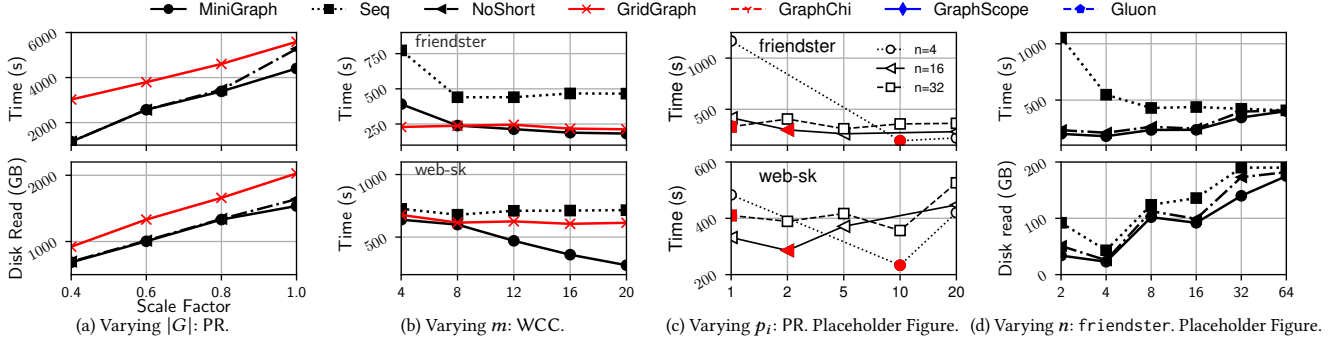 MiniGraph Seq NoShort GridGraph GraphChi GraphScope Gluon
6000
4000
2000
Time (s)
2000
1000
Disk Read (GB)
0.4 0.6 0.8 1.0
Scale Factor
(a) Varying |G|: PR.
friendster
750
500
250
Time (s)
web-sk
1000
500
Time (s)
4 8 12 16 20
(b) Varying m: WCC.
friendster
n=4
n=16
n=32
1000
500
Time (s)
web-sk
600
400
200
Time (s)
1 2 5 10 20
(c) Varying p_i: PR. Placeholder Figure.
1000
500
Time (s)
200
100
0
Disk read (GB)
2 4 8 16 32 64
(d) Varying n: friendster. Placeholder Figure.